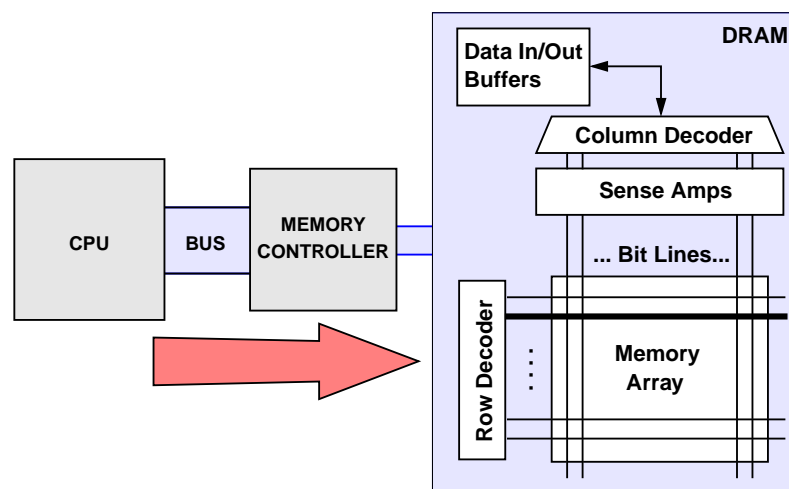 DRAM
Data In/Out
Buffers
Column Decoder
Sense Amps
... Bit Lines...
CPU
BUS
MEMORY
CONTROLLER
Row Decoder
. . . .
Memory
Array